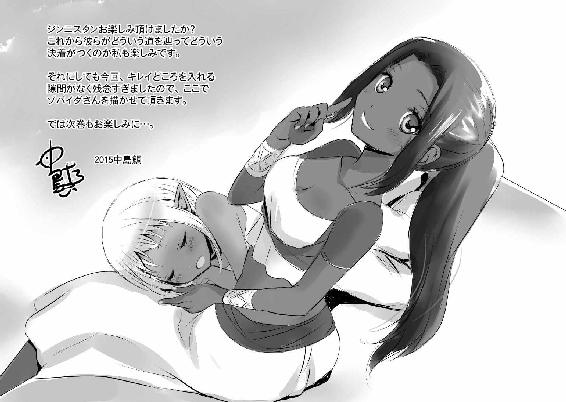 ジンニスタンお楽しみ頂けましたか?
これから彼らがどういう道を辿ってどういう
決着がつくのか私も楽しみです。
それにしても今回、キレイどころを入れる
隙間がなく残念すぎましたので、ここで
ソバイダさんを描かせて頂きます。
では次巻もお楽しみに…。
2015中島鯛